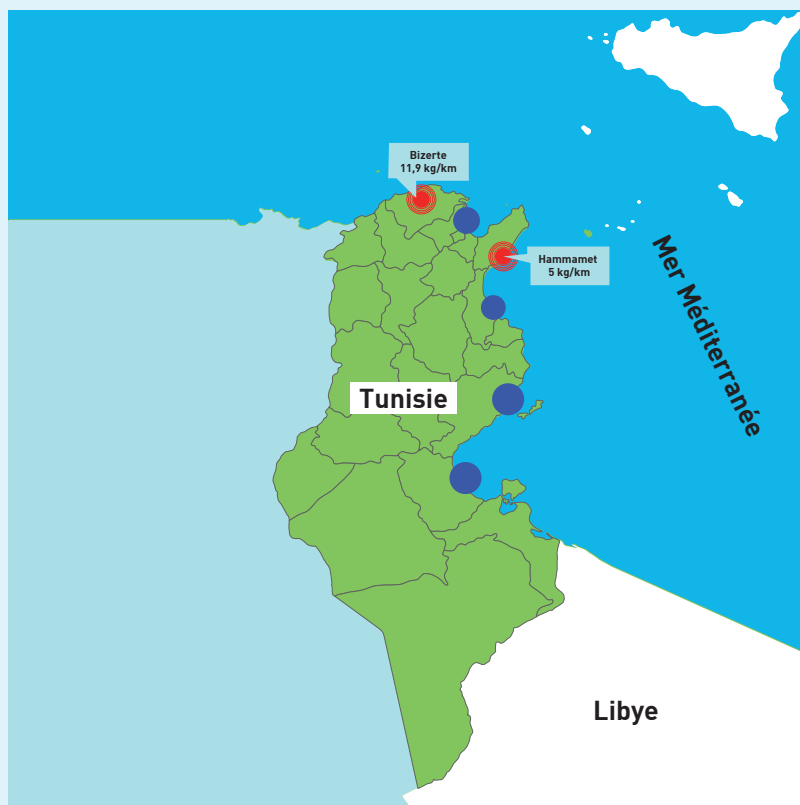 Bizerte
11,9 kg/km
Hammamet
5 kg/km
Mer Méditerranée
Tunisie
Libye